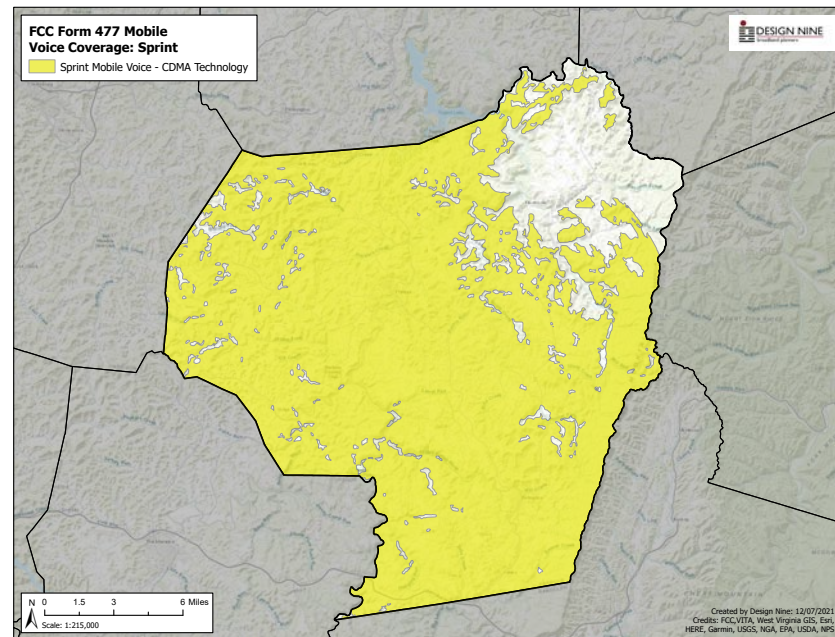 FCC Form 477 Mobile
Voice Coverage: Sprint
Sprint Mobile Voice - CDMA Technology
DESIGN NINE
broadband planners
N 0 1.5 3 6 Miles
Scale: 1:215,000
Created by Design Nine: 12/07/2021
Credits: FCC,VITA, West Virginia GIS, Esri,
HERE, Garmin, USGS, NGA, EPA, USDA, NPS